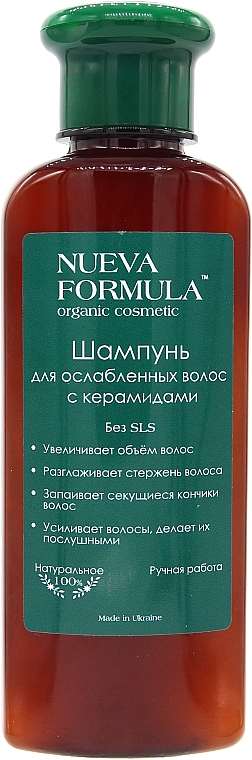 NUEVA
FORMULA™
organic cosmetic
Шампунь
для ослабленных волос
с керамидами
Без SLS
• Увеличивает объём волос
• Разглаживает стержень волоса
• Запаивает секущиеся кончики
волос
• Усиливает волосы, делает их
послушными
Натуральное Ручная работа
100%
Made in Ukraine